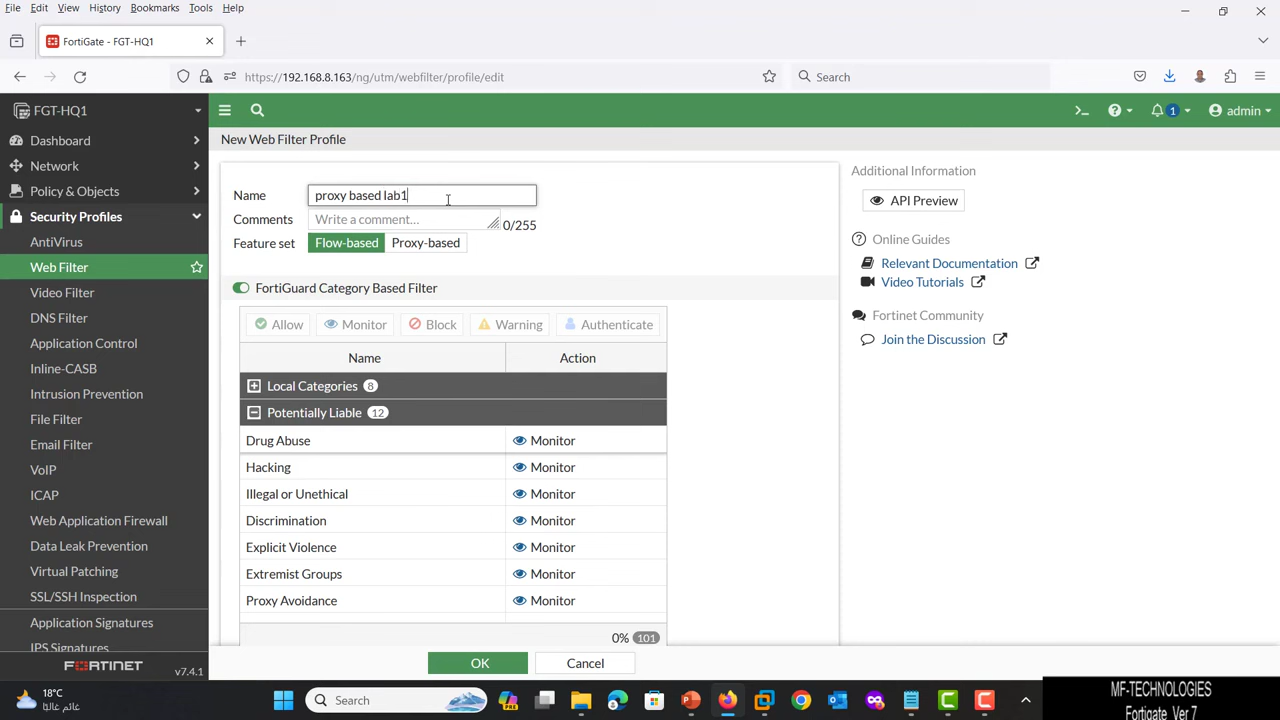 File Edit View History Bookmarks Tools Help
FortiGate - FGT-HQ1
https://192.168.8.163/ng/utm/webfilter/profile/edit
Search
FGT-HQ1
admin
1
Dashboard
Network
Policy & Objects
Security Profiles
AntiVirus
Web Filter
Video Filter
DNS Filter
Application Control
Inline-CASB
Intrusion Prevention
File Filter
Email Filter
VoIP
ICAP
Web Application Firewall
Data Leak Prevention
Virtual Patching
SSL/SSH Inspection
Application Signatures
IPS Signatures
FORTINET
v7.4.1
New Web Filter Profile
Name proxy based lab1
Comments Write a comment... 0/255
Feature set Flow-based Proxy-based
FortiGuard Category Based Filter
Allow Monitor Block Warning Authenticate
Name Action
Local Categories 8
Potentially Liable 12
Drug Abuse Monitor
Hacking Monitor
Illegal or Unethical Monitor
Discrimination Monitor
Explicit Violence Monitor
Extremist Groups Monitor
Proxy Avoidance Monitor
0% 101
OK Cancel
Additional Information
API Preview
Online Guides
Relevant Documentation
Video Tutorials
Fortinet Community
Join the Discussion
18°C
غائم غالبًا
Search
PRE
MF-TECHNOLOGIES
Fortigate Ver 7